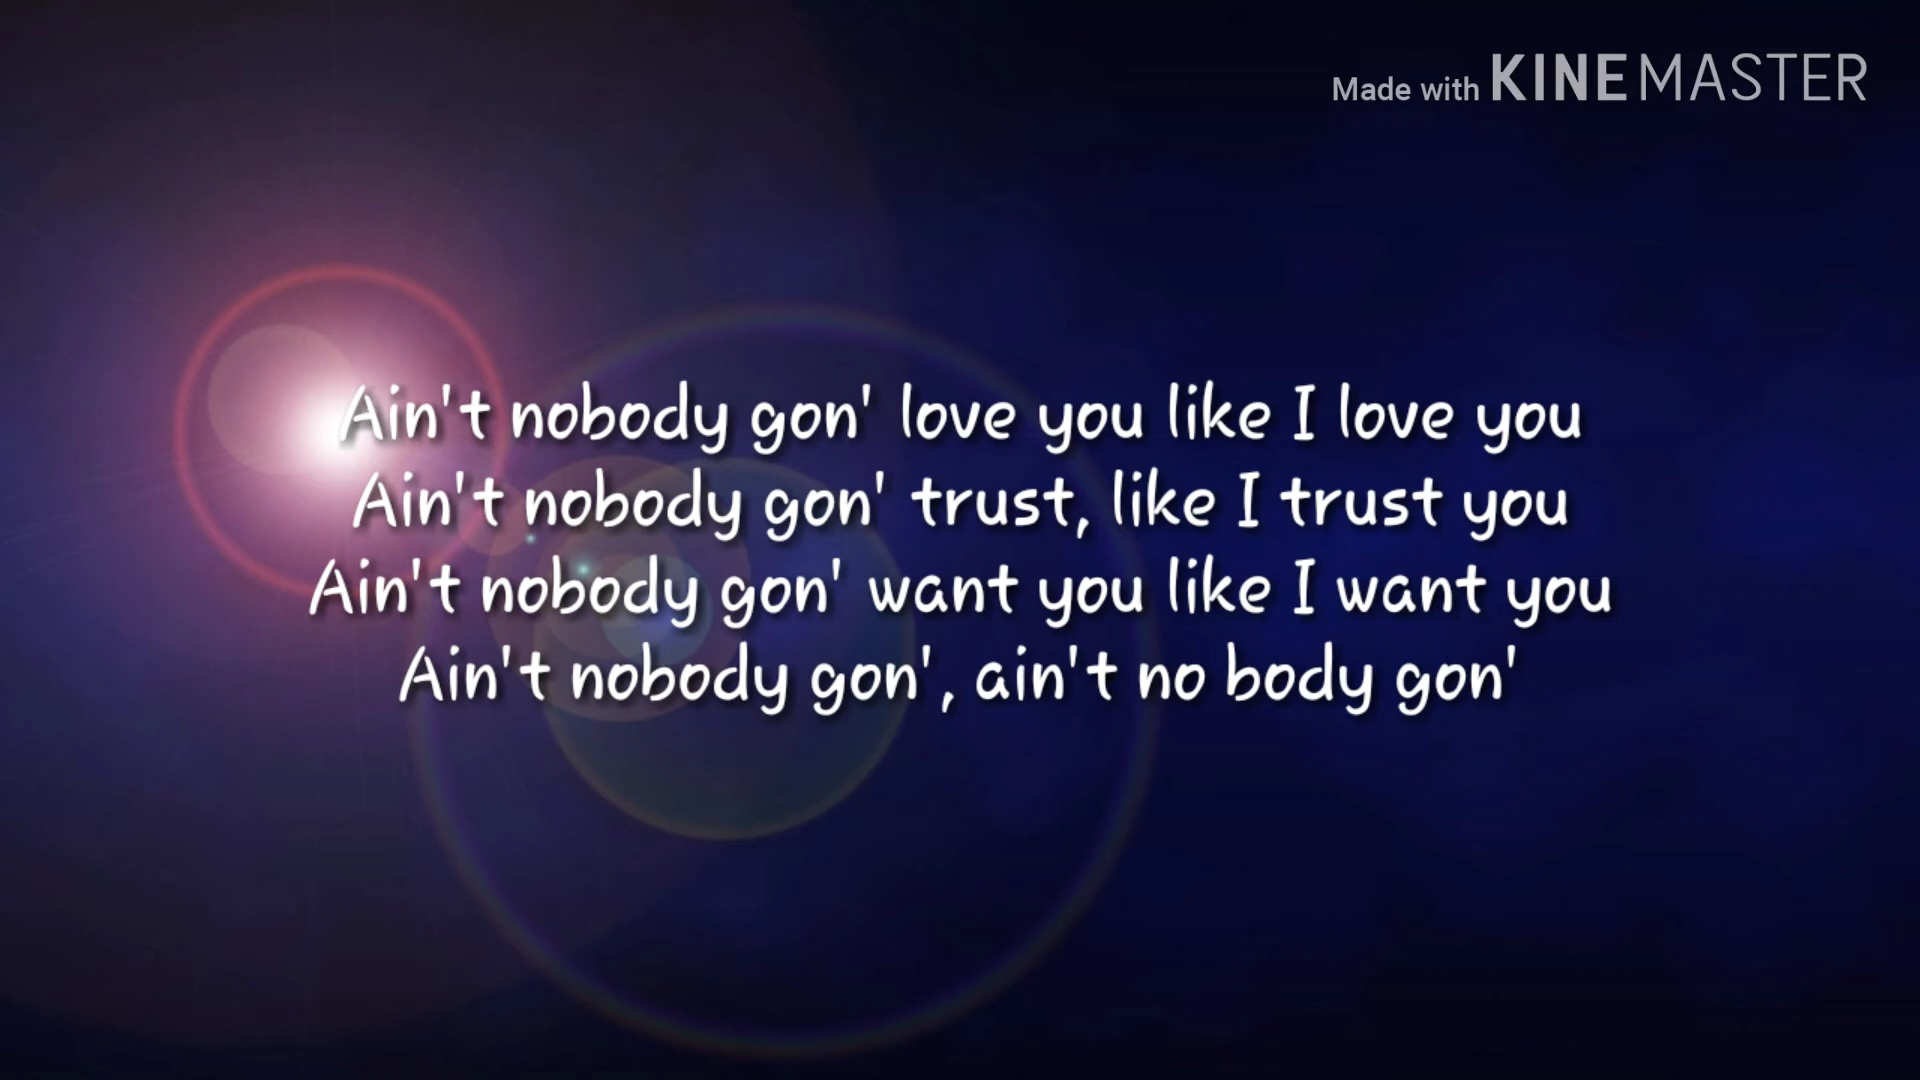 Made with KINEMASTER
Ain't nobody gon' love you like I love you
Ain't nobody gon' trust, like I trust you
Ain't nobody gon' want you like I want you
Ain't nobody gon', ain't no body gon'